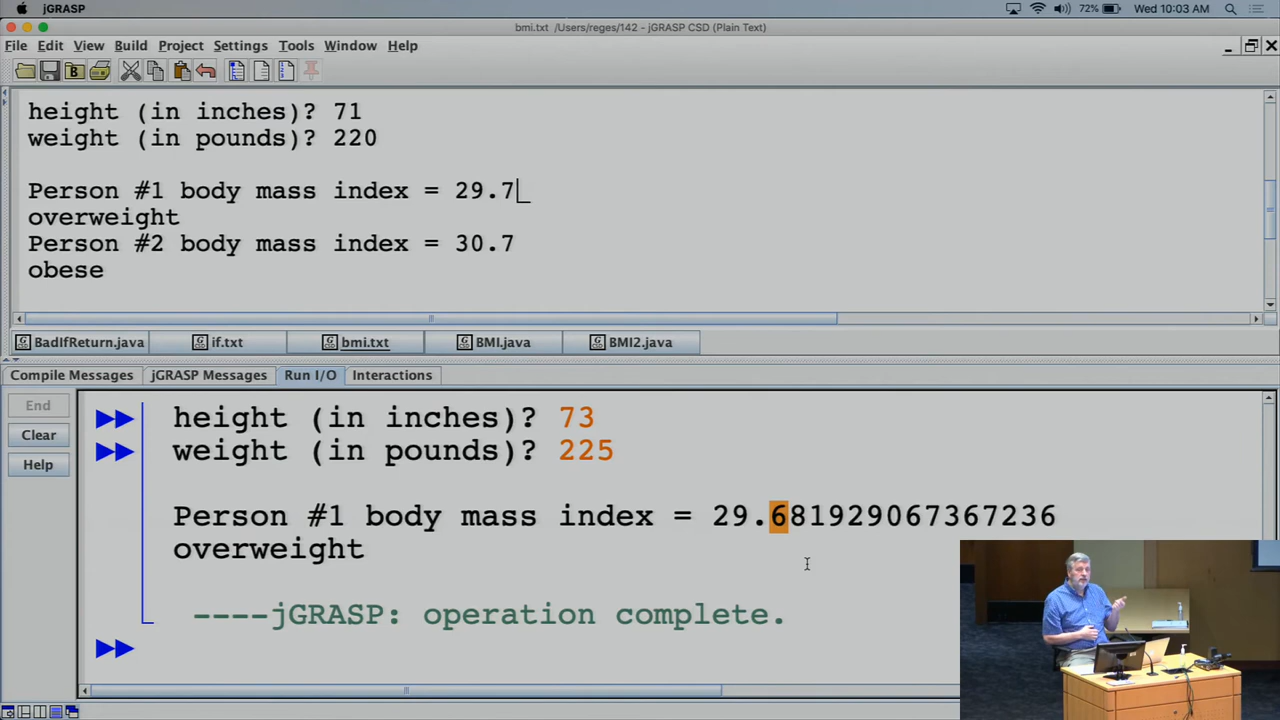 jGRASP
72%
Wed 10:03 AM
bmi.txt /Users/reges/142 - jGRASP CSD (Plain Text)
File Edit View Build Project Settings Tools Window Help
height (in inches)? 71
weight (in pounds)? 220
Person #1 body mass index = 29.7
overweight
Person #2 body mass index = 30.7
obese
BadIfReturn.java if.txt bmi.txt BMI.java BMI2.java
Compile Messages jGRASP Messages Run I/O Interactions
End
Clear
Help
height (in inches)? 73
weight (in pounds)? 225
Person #1 body mass index = 29.681929067367236
overweight
----jGRASP: operation complete.